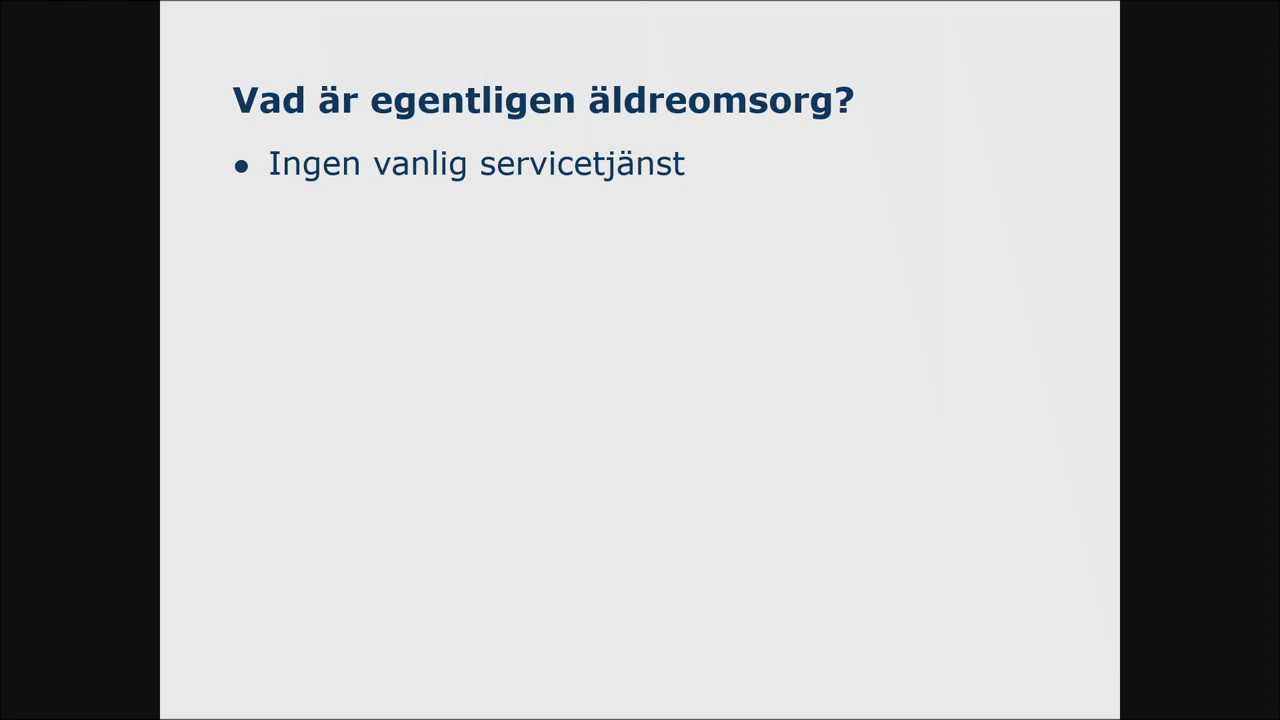 Vad är egentligen äldreomsorg?
● Ingen vanlig servicetjänst